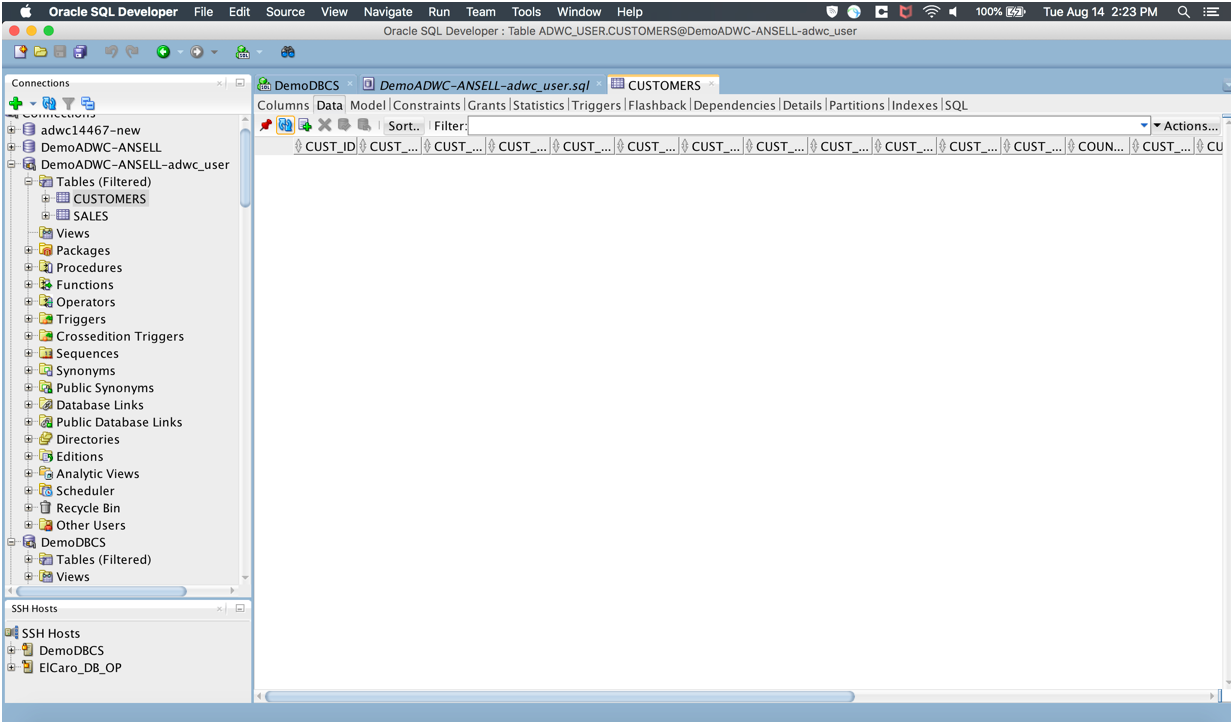 Oracle SQL Developer File Edit Source View Navigate Run Team Tools Window Help 100% Tue Aug 14 2:23 PM
Oracle SQL Developer : Table ADWC_USER.CUSTOMERS@DemoADWC-ANSELL-adwc_user
Connections
Connections
adwc14467-new
DemoADWC-ANSELL
DemoADWC-ANSELL-adwc_user
Tables (Filtered)
CUSTOMERS
SALES
Views
Packages
Procedures
Functions
Operators
Triggers
Crossedition Triggers
Sequences
Synonyms
Public Synonyms
Database Links
Public Database Links
Directories
Editions
Analytic Views
Scheduler
Recycle Bin
Other Users
DemoDBCS
Tables (Filtered)
Views
SSH Hosts
SSH Hosts
DemoDBCS
ElCaro_DB_OP
DemoDBCS DemoADWC-ANSELL-adwc_user.sql CUSTOMERS
Columns Data Model Constraints Grants Statistics Triggers Flashback Dependencies Details Partitions Indexes SQL
Sort.. Filter: Actions...
CUST_ID CUST_... CUST_... CUST_... CUST_... CUST_... CUST_... CUST_... CUST_... CUST_... CUST_... CUST_... COUN... CUST_... CU